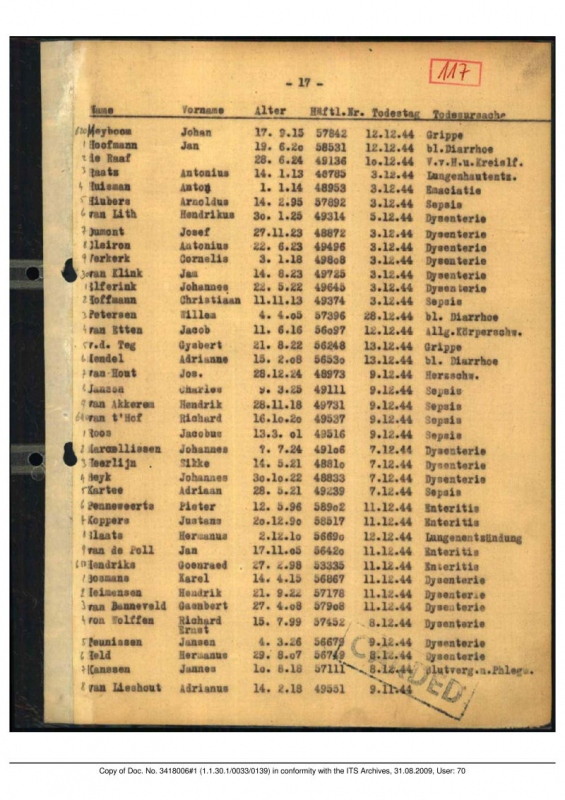 117
- 17 -
Name Vorname Alter Häftl.Nr. Todestag Todesursache
Meyboom Johan 17. 9.15 57842 12.12.44 Grippe
Hoofmann Jan 19. 6.2o 58531 12.12.44 bl.Diarrhoe
de Raaf 28. 6.24 49136 1o.12.44 V.v.H.u.Kreislf.
Raats Antonius 14. 1.13 48785 3.12.44 Lungenhautentz.
Huisman Anton 1. 1.14 48953 3.12.44 Emaciatie
Hiubers Arnoldus 14. 2.95 57892 3.12.44 Sepsis
van Lith Hendrikus 3o. 1.25 49314 5.12.44 Dysenterie
Dumont Josef 27.11.23 48872 3.12.44 Dysenterie
Antonius 22. 6.23 49496 3.12.44 Dysenterie
Verkerk Cornelis 3. 1.18 498o8 3.12.44 Dysenterie
van Klink Jan 14. 8.23 49725 3.12.44 Dysenterie
Ilferink Johannes 22. 5.22 49645 3.12.44 Dysenterie
Hoffmann Christiaan 11.11.13 49374 3.12.44 Sepsis
Petersen Willem 4. 4.o5 57396 28.12.44 bl. Diarrhoe
van Etten Jacob 11. 6.16 56o97 12.12.44 Allg.Körperschw.
v.d. Teg Gysbert 21. 8.22 56248 13.12.44 Grippe
Hendel Adrianne 15. 2.o8 5653o 13.12.44 bl. Diarrhoe
van Hout Jos. 28.12.24 48973 9.12.44 Herzschw.
Janzen Charles 9. 3.25 49111 9.12.44 Sepsis
van Akkeren Hendrik 28.11.18 49731 9.12.44 Sepsis
van t'Hof Richard 16.1o.2o 49537 9.12.44 Sepsis
Roos Jacobus 13.3. o1 49516 9.12.44 Sepsis
Marcellissen Johannes 7. 7.24 491o6 7.12.44 Dysenterie
Meerlijn Sikke 14. 5.21 4881o 7.12.44 Dysenterie
Heyk Johannes 3o.1o.22 48833 7.12.44 Dysenterie
Kartee Adriaan 28. 5.21 49239 7.12.44 Sepsis
Penneweerts Pieter 12. 5.96 589o2 11.12.44 Enteritis
Koppers Justens 2o.12.9o 58517 11.12.44 Enteritis
Blaats Hermanus 2.12.1o 5669o 12.12.44 Lungenentzündung
van de Poll Jan 17.11.o5 5642o 11.12.44 Enteritis
Hendriks Coenraed 27. 2.98 53335 11.12.44 Enteritis
Bosmans Karel 14. 4.15 56867 11.12.44 Dysenterie
Heimensen Hendrik 21. 9.22 57178 11.12.44 Dysenterie
van Banneveld Gaenbert 27. 4.o8 579o8 11.12.44 Dysenterie
von Wolffen Richard 15. 7.99 57452 8.12.44 Dysenterie
Ernst
Teunissen Jansen 4. 3.26 56679 9.12.44 Dysenterie
Held Hermanus 29. 8.o7 56749 8.12.44 Dysenterie
Kanssen Jannes 1o. 8.18 57111 8.12.44 Blutverg.n.Phlegm.
van Lieshout Adrianus 14. 2.18 49551 9.11.44
CARDED
Copy of Doc. No. 3418006#1 (1.1.30.1/0033/0139) in conformity with the ITS Archives, 31.08.2009, User: 70